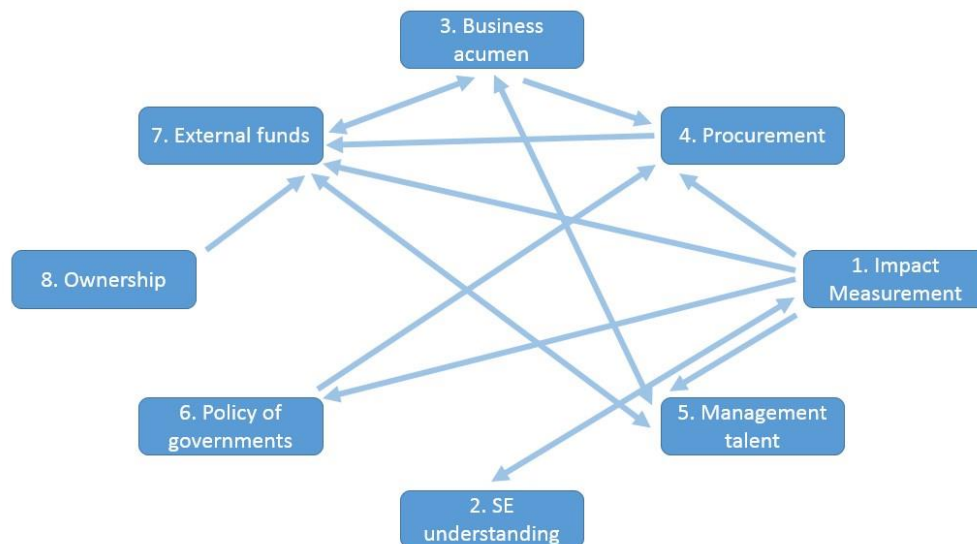 3. Business
acumen
7. External funds
4. Procurement
8. Ownership
1. Impact
Measurement
6. Policy of
governments
5. Management
talent
2. SE
understanding